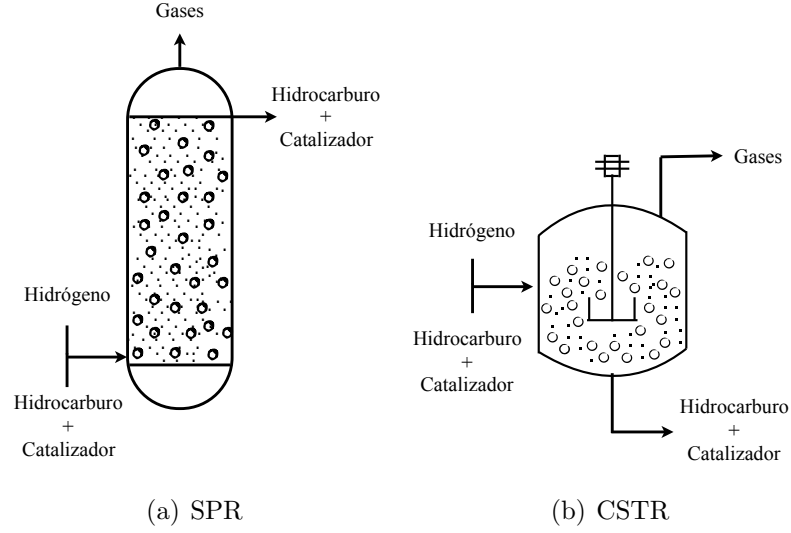 Gases
Hidrocarburo
+
Catalizador
Hidrógeno
Hidrocarburo
+
Catalizador
(a) SPR
Gases
Hidrógeno
Hidrocarburo
+
Catalizador
Hidrocarburo
+
Catalizador
(b) CSTR